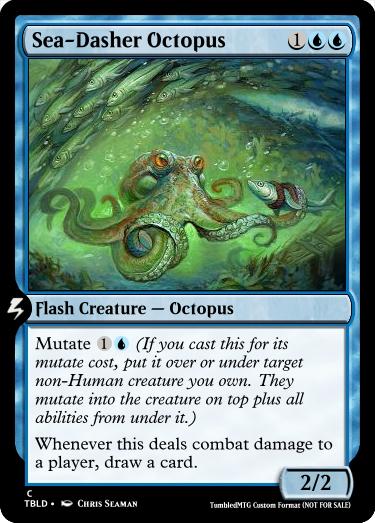 Sea-Dasher Octopus 1
Flash Creature — Octopus
Mutate 1 (If you cast this for its
mutate cost, put it over or under target
non-Human creature you own. They
mutate into the creature on top plus all
abilities from under it.)
Whenever this deals combat damage to
a player, draw a card.
2/2
C
TBLD • Chris Seaman
TumbledMTG Custom Format (NOT FOR SALE)